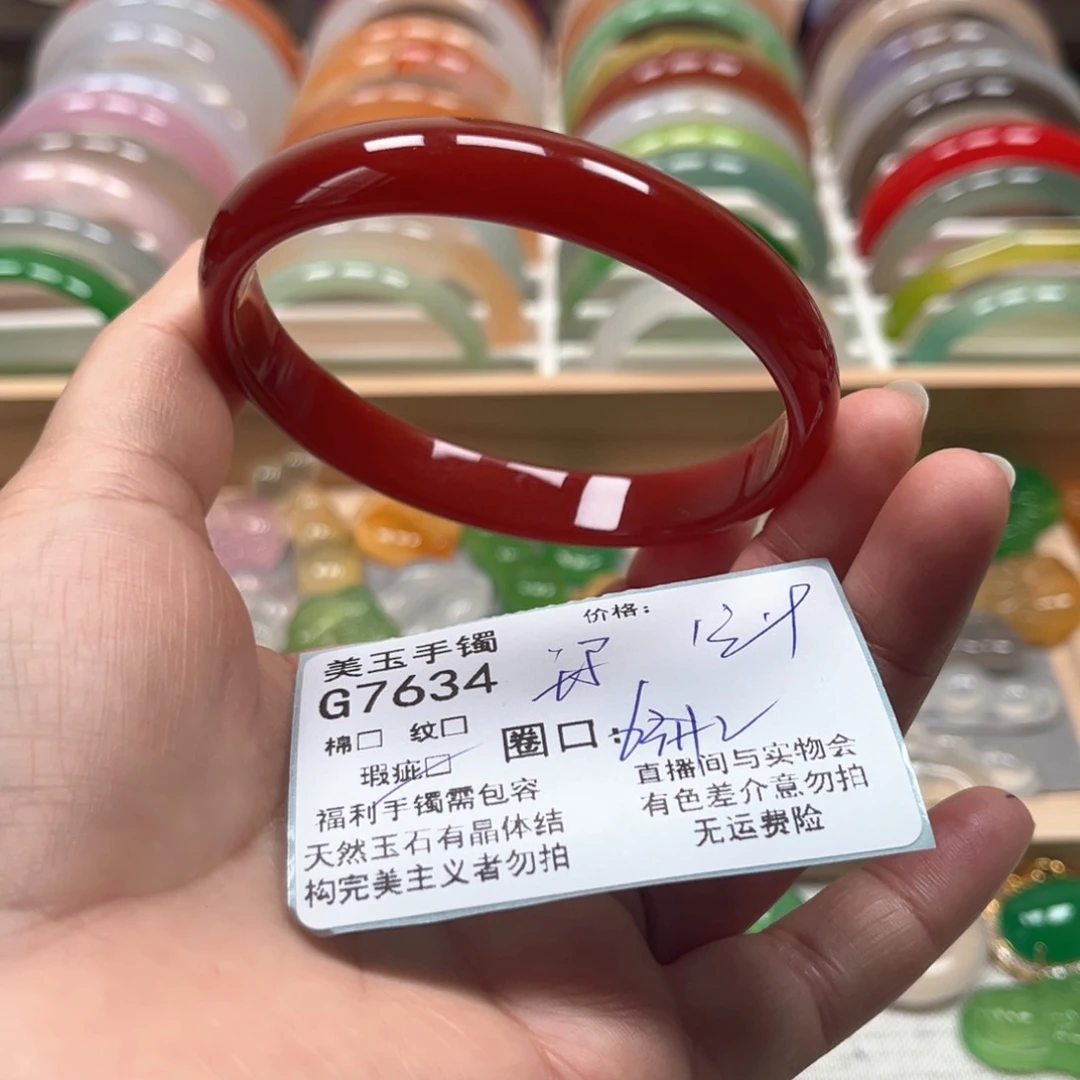 价格:
美玉手镯
G7634
棉□ 纹□ 圈口:
瑕疵□
福利手镯需包容
天然玉石有晶体结
构完美主义者勿拍
直播间与实物会
有色差介意勿拍
无运费险